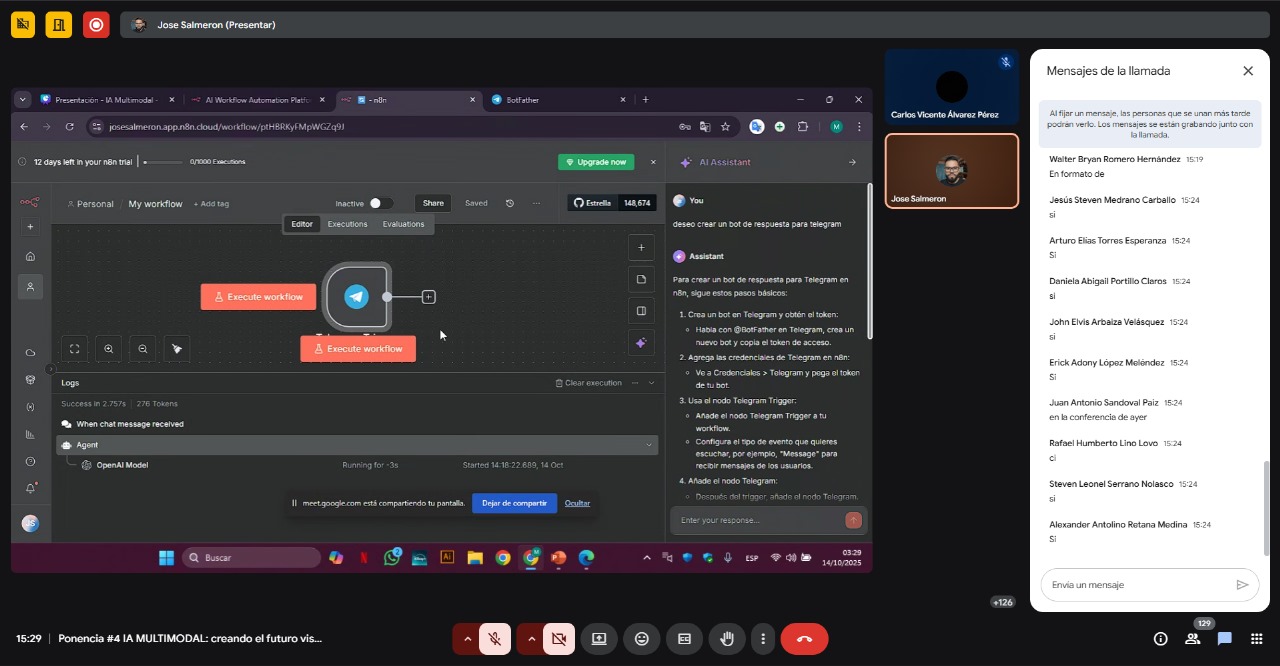 Jose Salmeron (Presentar)
Presentación - IA Multimodal -
AI Workflow Automation Platfo
- n8n
BotFather
josesalmeron.app.n8n.cloud/workflow/ptHBRKyFMpWGZq9J
12 days left in your n8n trial
0/1000 Executions
Upgrade now
Personal / My workflow + Add tag
Inactive
Share
Saved
Estrella 148,674
Editor
Executions
Evaluations
Execute workflow
Execute workflow
Logs
Clear execution
Success in 2.757s | 276 Tokens
When chat message received
Agent
OpenAI Model
Running for -3s
Started 14:18:22.689, 14 Oct
meet.google.com está compartiendo tu pantalla.
Dejar de compartir
Ocultar
AI Assistant
You
deseo crear un bot de respuesta para telegram
Assistant
Para crear un bot de respuesta para Telegram en
n8n, sigue estos pasos básicos:
1. Crea un bot en Telegram y obtén el token:
Habla con @BotFather en Telegram, crea un
nuevo bot y copia el token de acceso.
2. Agrega las credenciales de Telegram en n8n:
Ve a Credenciales > Telegram y pega el token
de tu bot.
3. Usa el nodo Telegram Trigger:
Añade el nodo Telegram Trigger a tu
workflow.
Configura el tipo de evento que quieres
escuchar, por ejemplo, "Message" para
recibir mensajes de los usuarios.
4. Añade el nodo Telegram:
Después del trigger, añade el nodo Telegram.
Enter your response...
Buscar
2
ESP
03:29
14/10/2025
Carlos Vicente Álvarez Pérez
Jose Salmeron
+126
Mensajes de la llamada
Al fijar un mensaje, las personas que se unan más tarde
podrán verlo. Los mensajes se están grabando junto con
la llamada.
Walter Bryan Romero Hernández 15:19
En formato de
Jesús Steven Medrano Carballo 15:24
si
Arturo Elías Torres Esperanza 15:24
Si
Daniela Abigail Portillo Claros 15:24
si
John Elvis Arbaiza Velásquez 15:24
si
Erick Adony López Meléndez 15:24
Sí
Juan Antonio Sandoval Paiz 15:24
en la conferencia de ayer
Rafael Humberto Lino Lovo 15:24
ci
Steven Leonel Serrano Nolasco 15:24
si
Alexander Antolino Retana Medina 15:24
Sí
Envía un mensaje
15:29 | Ponencia #4 IA MULTIMODAL: creando el futuro vis...
129